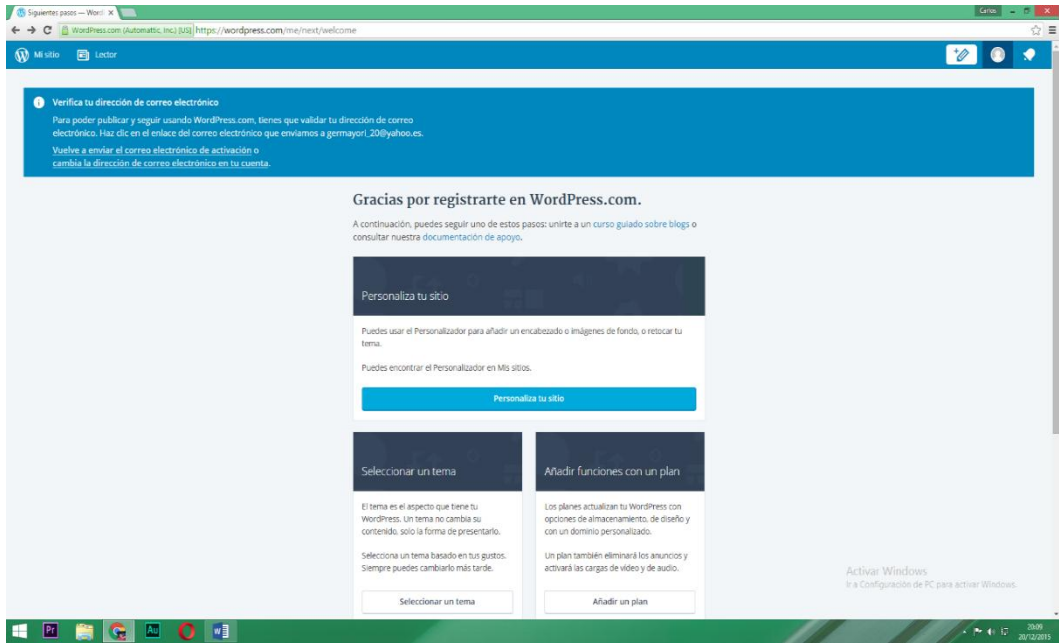 Siguientes pasos — Word
Carlos
WordPress.com (Automattic, Inc.) [US] https://wordpress.com/me/next/welcome
Mi sitio Lector
Verifica tu dirección de correo electrónico
Para poder publicar y seguir usando WordPress.com, tienes que validar tu dirección de correo
electrónico. Haz clic en el enlace del correo electrónico que enviamos a germayori_20@yahoo.es.
Vuelve a enviar el correo electrónico de activación o
cambia la dirección de correo electrónico en tu cuenta.
Gracias por registrarte en WordPress.com.
A continuación, puedes seguir uno de estos pasos: unirte a un curso guiado sobre blogs o
consultar nuestra documentación de apoyo.
Personaliza tu sitio
Puedes usar el Personalizador para añadir un encabezado o imágenes de fondo, o retocar tu
tema.
Puedes encontrar el Personalizador en Mis sitios.
Personaliza tu sitio
Seleccionar un tema
El tema es el aspecto que tiene tu
WordPress. Un tema no cambia su
contenido, solo la forma de presentarlo.
Selecciona un tema basado en tus gustos.
Siempre puedes cambiarlo más tarde.
Seleccionar un tema
Añadir funciones con un plan
Los planes actualizan tu WordPress con
opciones de almacenamiento, de diseño y
con un dominio personalizado.
Un plan también eliminará los anuncios y
activará las cargas de vídeo y de audio.
Añadir un plan
Activar Windows
Ir a Configuración de PC para activar Windows.
Pr
Au
20:09
20/12/2015